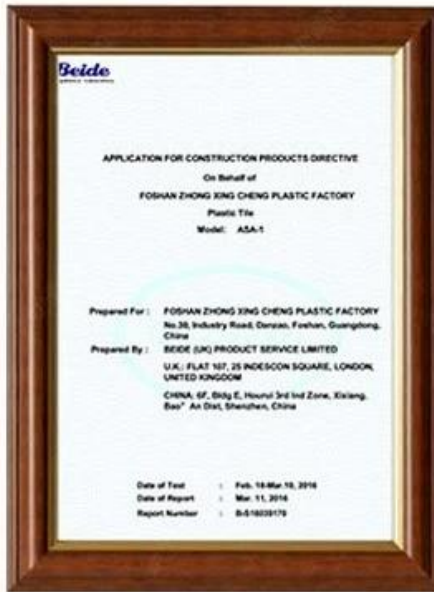 Beide
APPLICATION FOR CONSTRUCTION PRODUCTS DIRECTIVE
On Behalf of
FOSHAN ZHONG XING CHENG PLASTIC FACTORY
Plastic Tile
Model: ASA-1
Prepared For : FOSHAN ZHONG XING CHENG PLASTIC FACTORY
No.30, Industry Road, Danzao, Foshan, Guangdong,
China
Prepared By : BEIDE (UK) PRODUCT SERVICE LIMITED
U.K.: FLAT 107, 25 INDESCON SQUARE, LONDON,
UNITED KINGDOM
CHINA: 6F, Bldg E, Hourui 3rd Ind Zone, Xixiang,
Bao" An Dist, Shenzhen, China
Date of Test : Feb. 18-Mar.10, 2016
Date of Report : Mar. 11, 2016
Report Number :